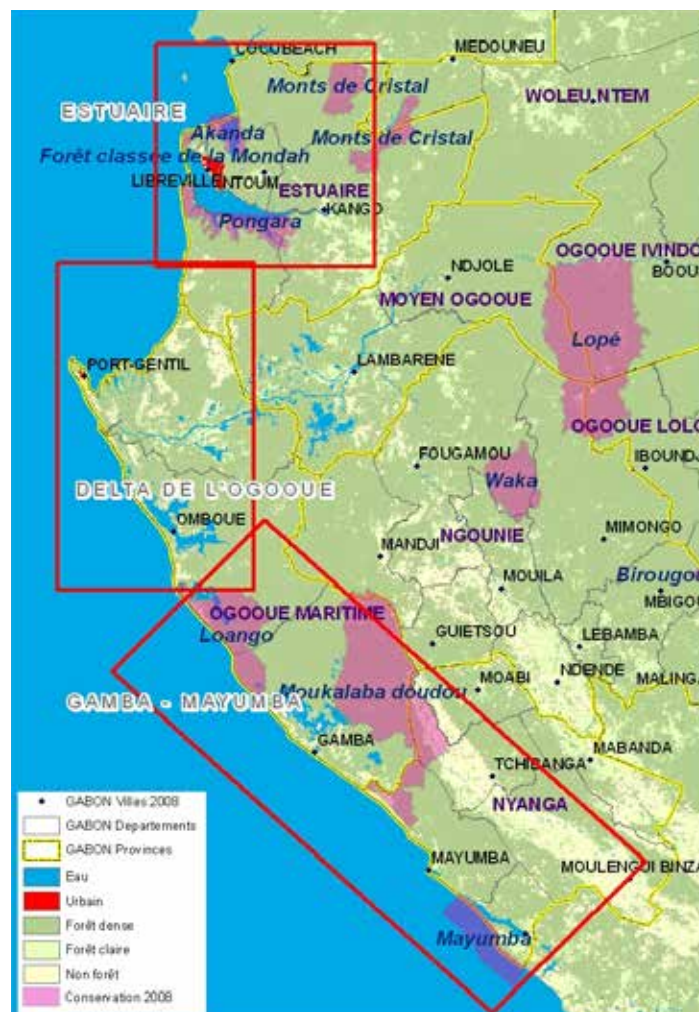 COCOBEACH
MEDOUNEU
Monts de Cristal
WOLEU NTEM
ESTUAIRE
Akanda
Monts de Cristal
Forêt classée de la Mondah
LIBREVILLE
NTOUM
ESTUAIRE
KANGO
Pongara
OGOOUE IVINDO
NDJOLE
BOOU
MOYEN OGOOUE
Lopé
PORT-GENTIL
LAMBARENE
OGOOUE LOLO
FOUGAMOU
IBOUNDJ
Waka
DELTA DE L'OGOOUE
OMBOUE
NGOUNIE
MIMONGO
MANDJI
Birougou
MOUILA
MBIGOU
OGOOUE MARITIME
Loango
GUIETSOU
LEBAMBA
Moukalaba doudou
MOABI
NDENDE
MALINGA
GAMBA - MAYUMBA
GAMBA
MABANDA
TCHIBANGA
NYANGA
MAYUMBA
MOULENGUI BINZA
Mayumba
GABON Villes 2008
GABON Departements
GABON Provinces
Eau
Urbain
Forêt dense
Forêt claire
Non forêt
Conservation 2008